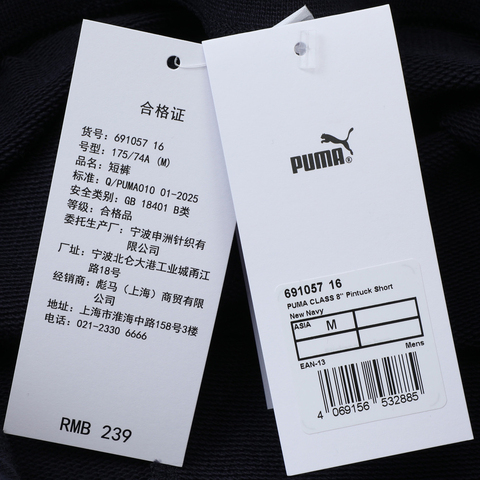 合格证
货号: 691057 16
号型: 175/74A (M)
品名: 短裤
标准: Q/PUMA010 01-2025
安全类别: GB 18401 B类
等级: 合格品
委托生产厂: 宁波申洲针织有
限公司
厂址: 宁波北仑大港工业城甬江
路18号
经销商: 彪马（上海）商贸有限
公司
地址: 上海市淮海中路158号3楼
电话: 021-2330 6666
RMB 239
PUMA®
691057 16
PUMA CLASS 8" Pintuck Short
New Navy
ASIA M
EAN-13 Mens
4 069156 532885